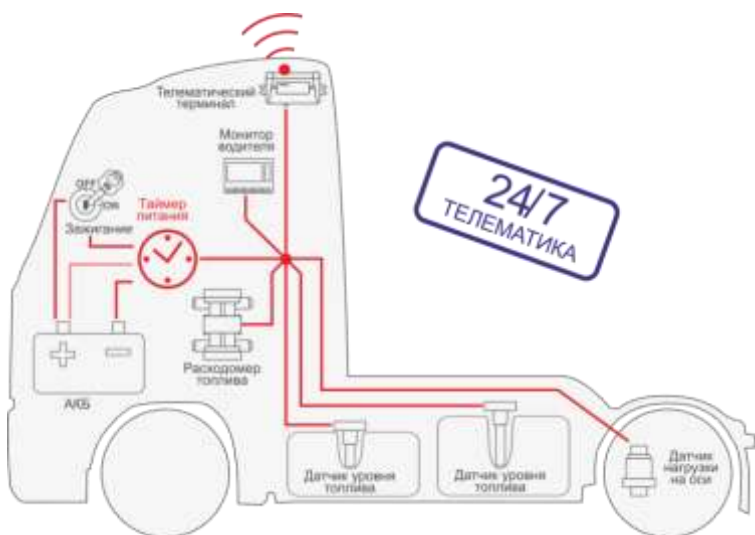 Телематический
терминал
Монитор
водителя
OFF
ON
Зажигание
Таймер
питания
24/7
ТЕЛЕМАТИКА
Расходомер
топлива
АКБ
Датчик уровня
топлива
Датчик уровня
топлива
Датчик
нагрузки
на оси